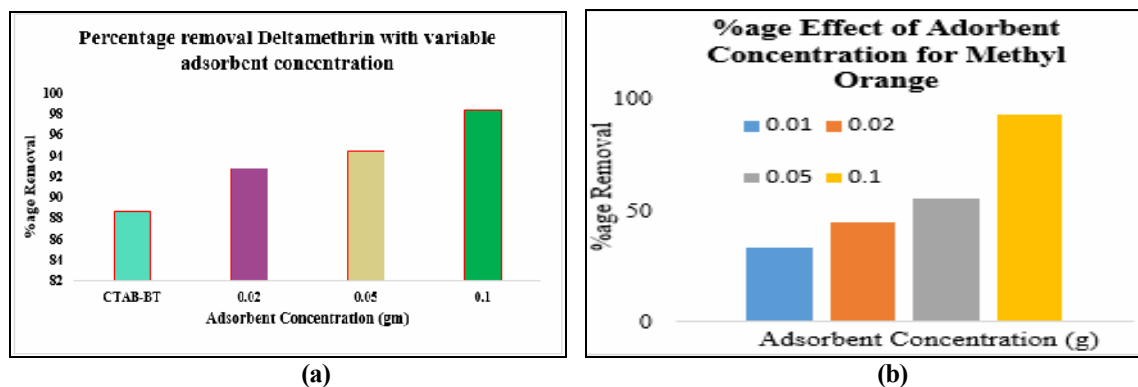 Percentage removal Deltamethrin with variable
adsorbent concentration
%age Removal
100
98
96
94
92
90
88
86
84
82
CTAB-BT 0.02 0.05 0.1
Adsorbent Concentration (gm)
(a)
%age Effect of Adorbent
Concentration for Methyl
Orange
%age Removal
100
50
0
0.01 0.02
0.05 0.1
Adsorbent Concentration (g)
(b)